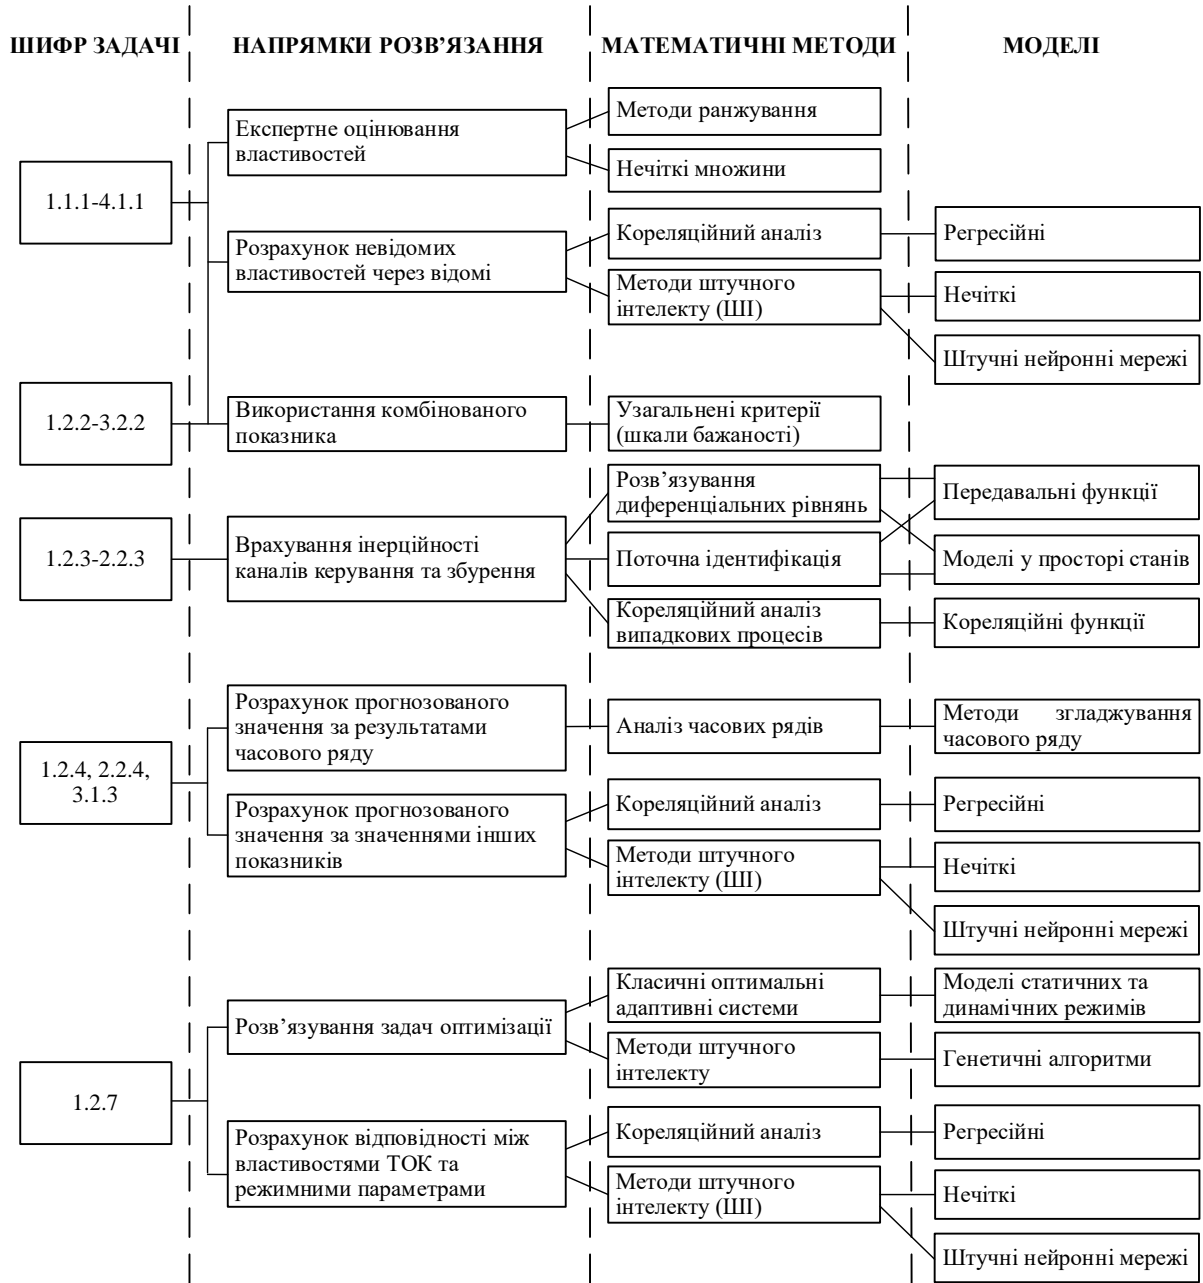 ШИФР ЗАДАЧІ
НАПРЯМКИ РОЗВ’ЯЗАННЯ
МАТЕМАТИЧНІ МЕТОДИ
МОДЕЛІ
1.1.1-4.1.1
Експертне оцінювання
властивостей
Методи ранжування
Нечіткі множини
Розрахунок невідомих
властивостей через відомі
Кореляційний аналіз
Регресійні
Методи штучного
інтелекту (ШІ)
Нечіткі
Штучні нейронні мережі
1.2.2-3.2.2
Використання комбінованого
показника
Узагальнені критерії
(шкали бажаності)
1.2.3-2.2.3
Врахування інерційності
каналів керування та збурення
Розв’язування
диференціальних рівнянь
Передавальні функції
Поточна ідентифікація
Моделі у просторі станів
Кореляційний аналіз
випадкових процесів
Кореляційні функції
1.2.4, 2.2.4,
3.1.3
Розрахунок прогнозованого
значення за результатами
часового ряду
Аналіз часових рядів
Методи згладжування
часового ряду
Розрахунок прогнозованого
значення за значеннями інших
показників
Кореляційний аналіз
Регресійні
Методи штучного
інтелекту (ШІ)
Нечіткі
Штучні нейронні мережі
1.2.7
Розв’язування задач оптимізації
Класичні оптимальні
адаптивні системи
Моделі статичних та
динамічних режимів
Методи штучного
інтелекту
Генетичні алгоритми
Розрахунок відповідності між
властивостями ТОК та
режимними параметрами
Кореляційний аналіз
Регресійні
Методи штучного
інтелекту (ШІ)
Нечіткі
Штучні нейронні мережі